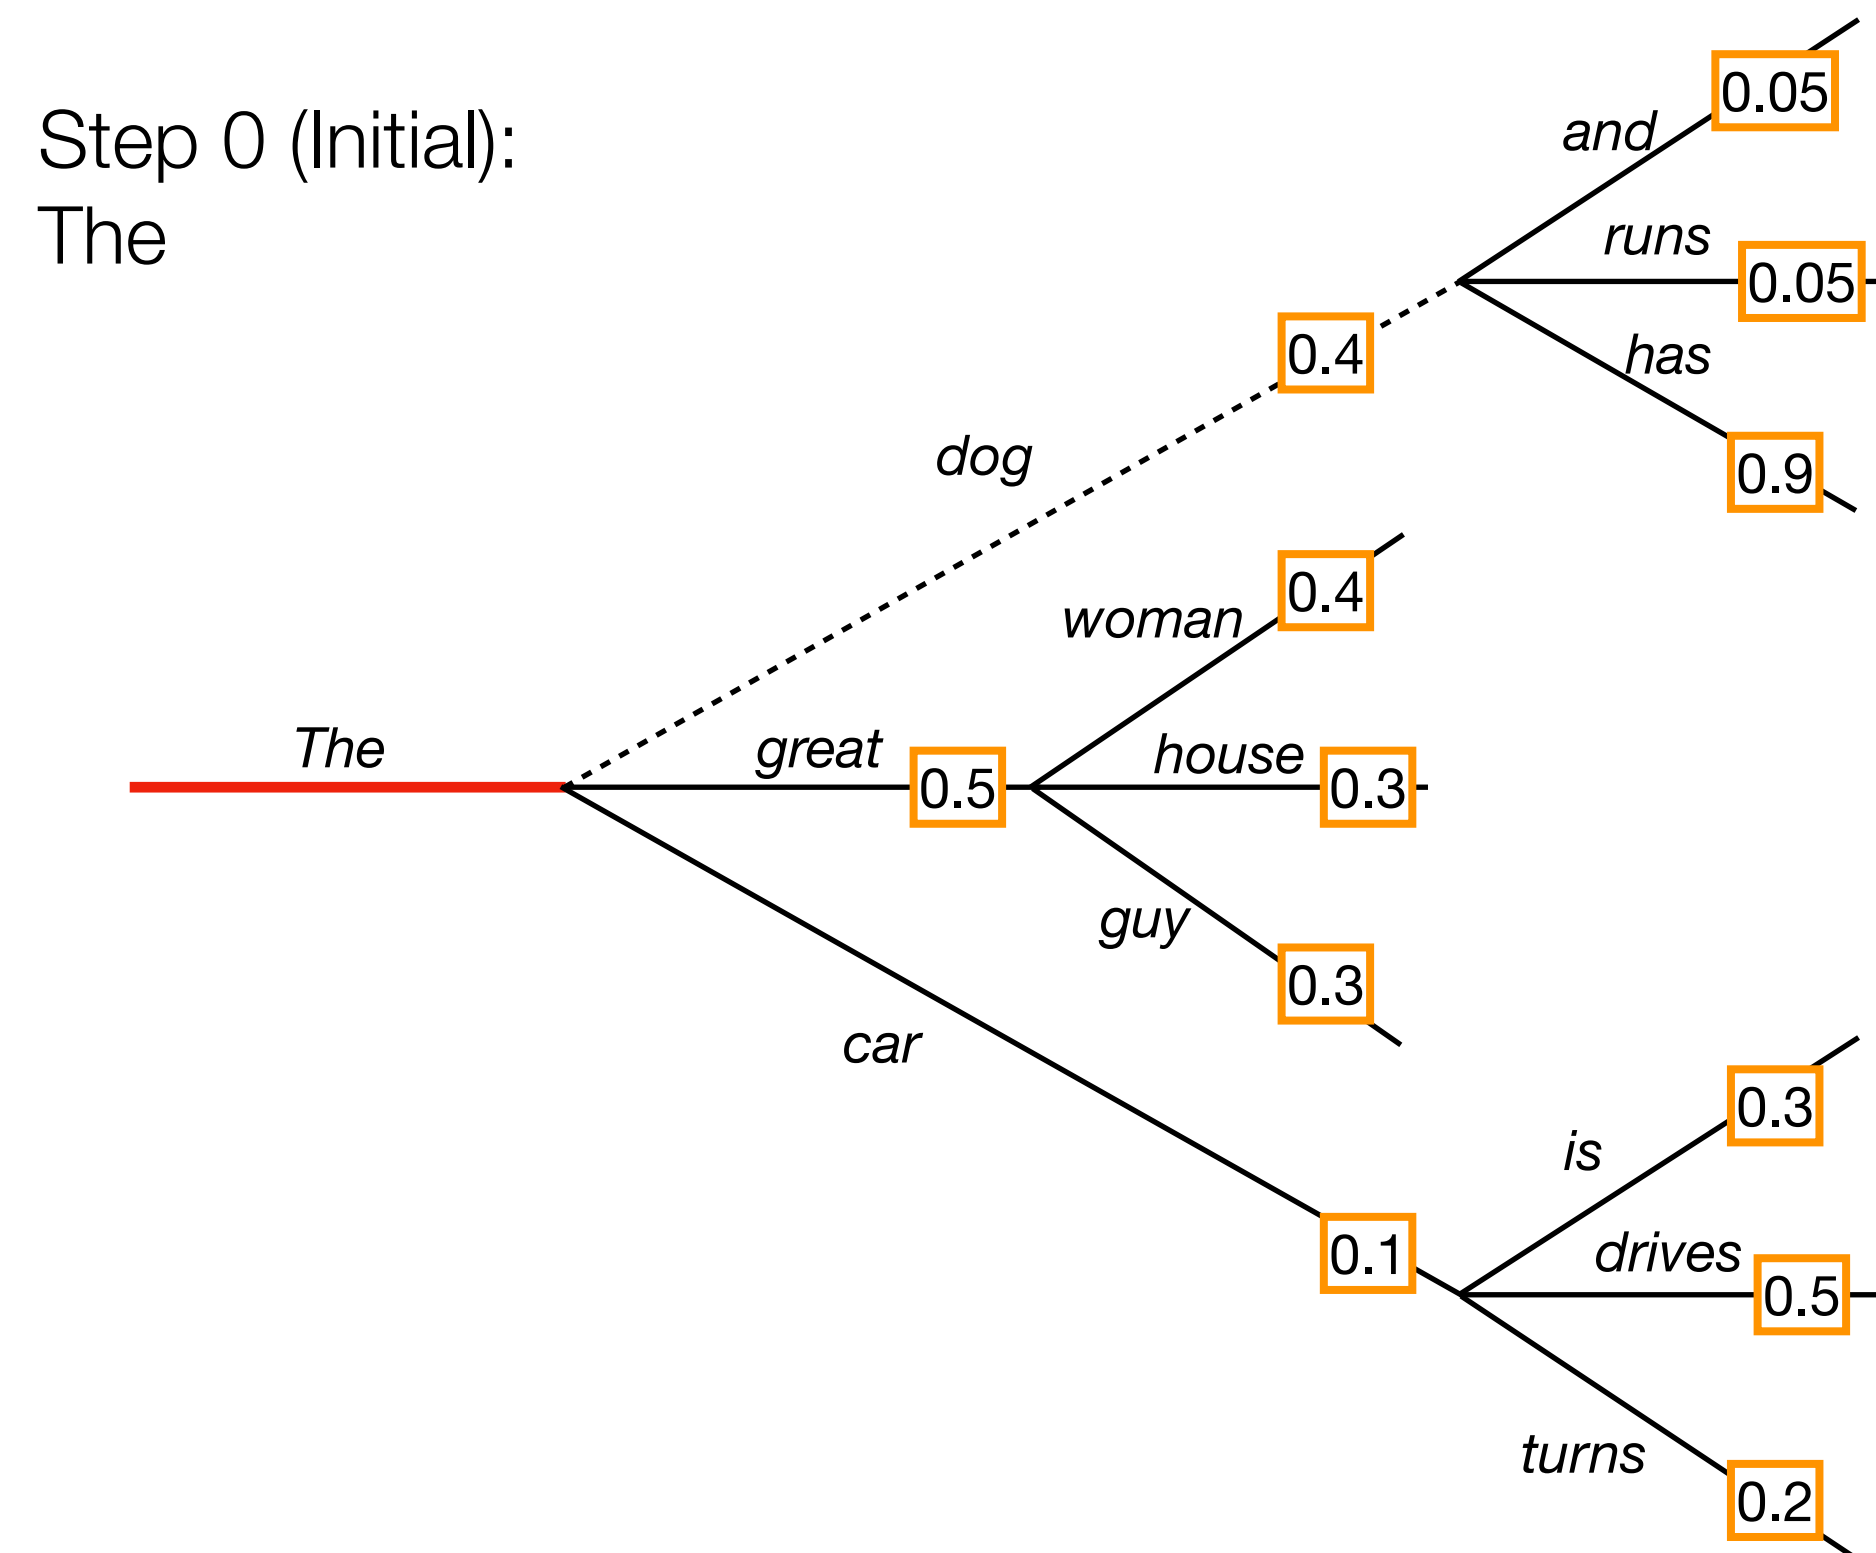 Step 0 (Initial):
The
and
0.05
runs
0.05
has
0.9
0.4
dog
woman
0.4
The
great
0.5
house
0.3
guy
0.3
car
0.1
is
0.3
drives
0.5
turns
0.2